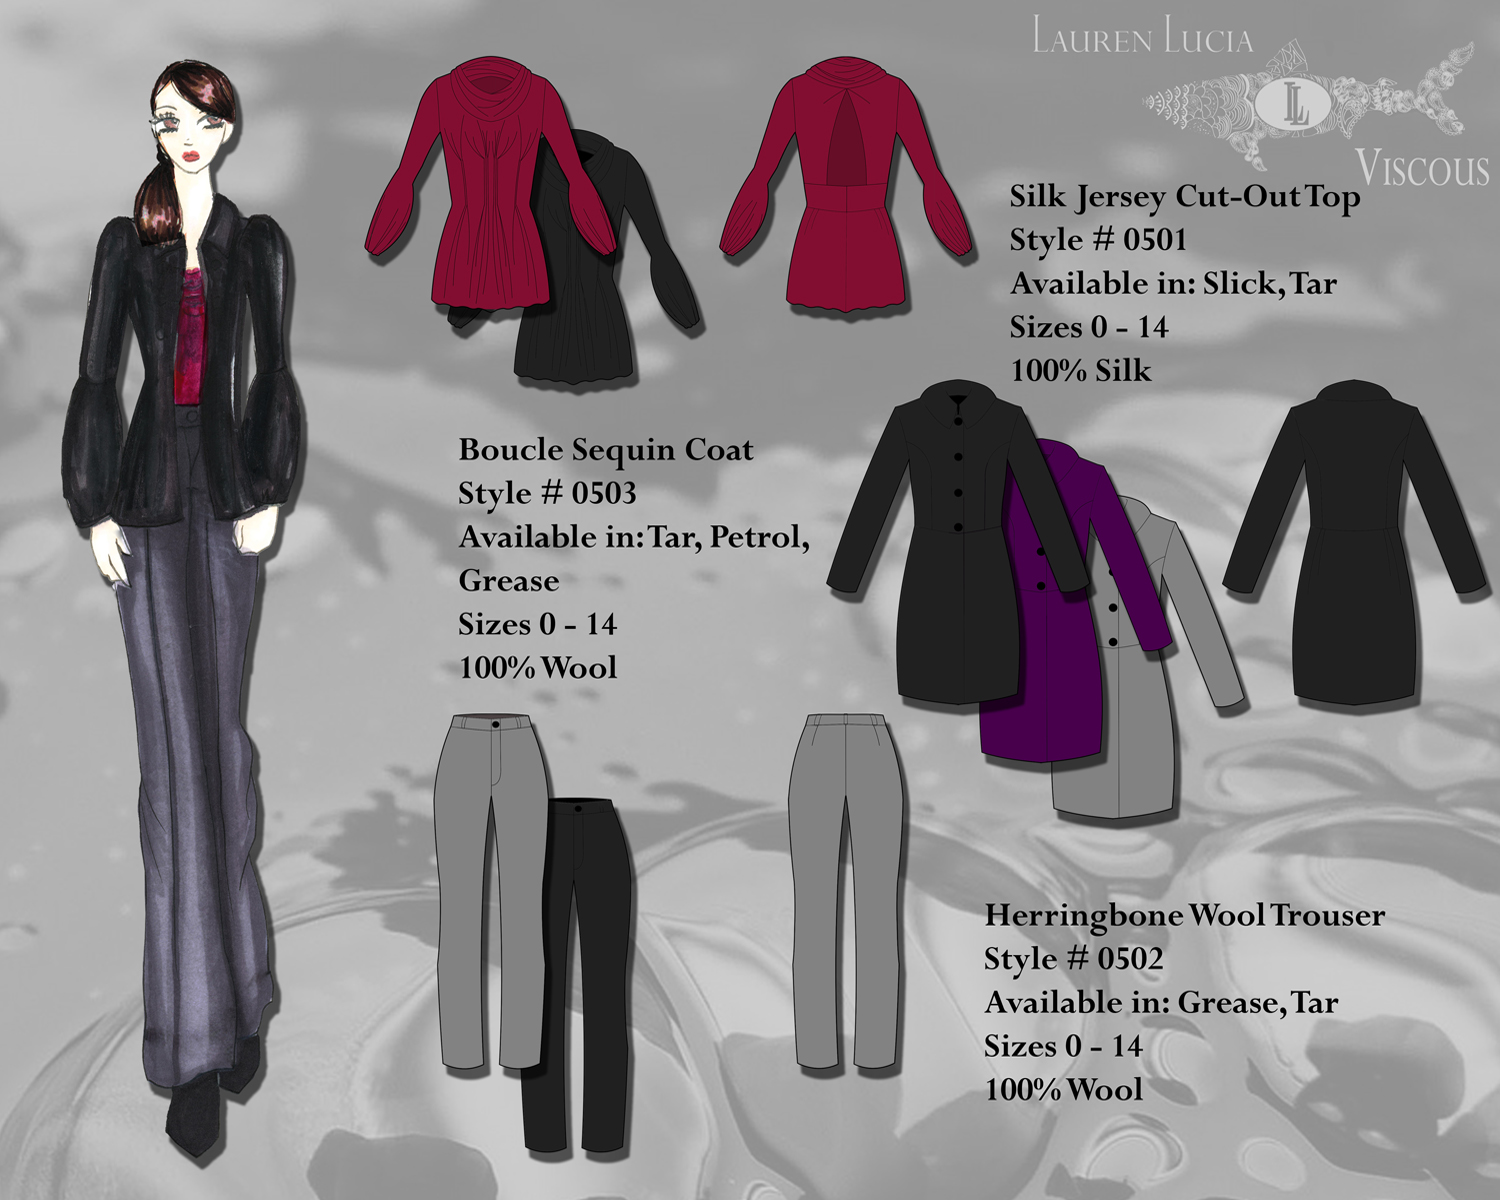 Lauren Lucia
LL
Viscous
Silk Jersey Cut-Out Top
Style # 0501
Available in: Slick, Tar
Sizes 0 - 14
100% Silk
Boucle Sequin Coat
Style # 0503
Available in: Tar, Petrol,
Grease
Sizes 0 - 14
100% Wool
Herringbone Wool Trouser
Style # 0502
Available in: Grease, Tar
Sizes 0 - 14
100% Wool